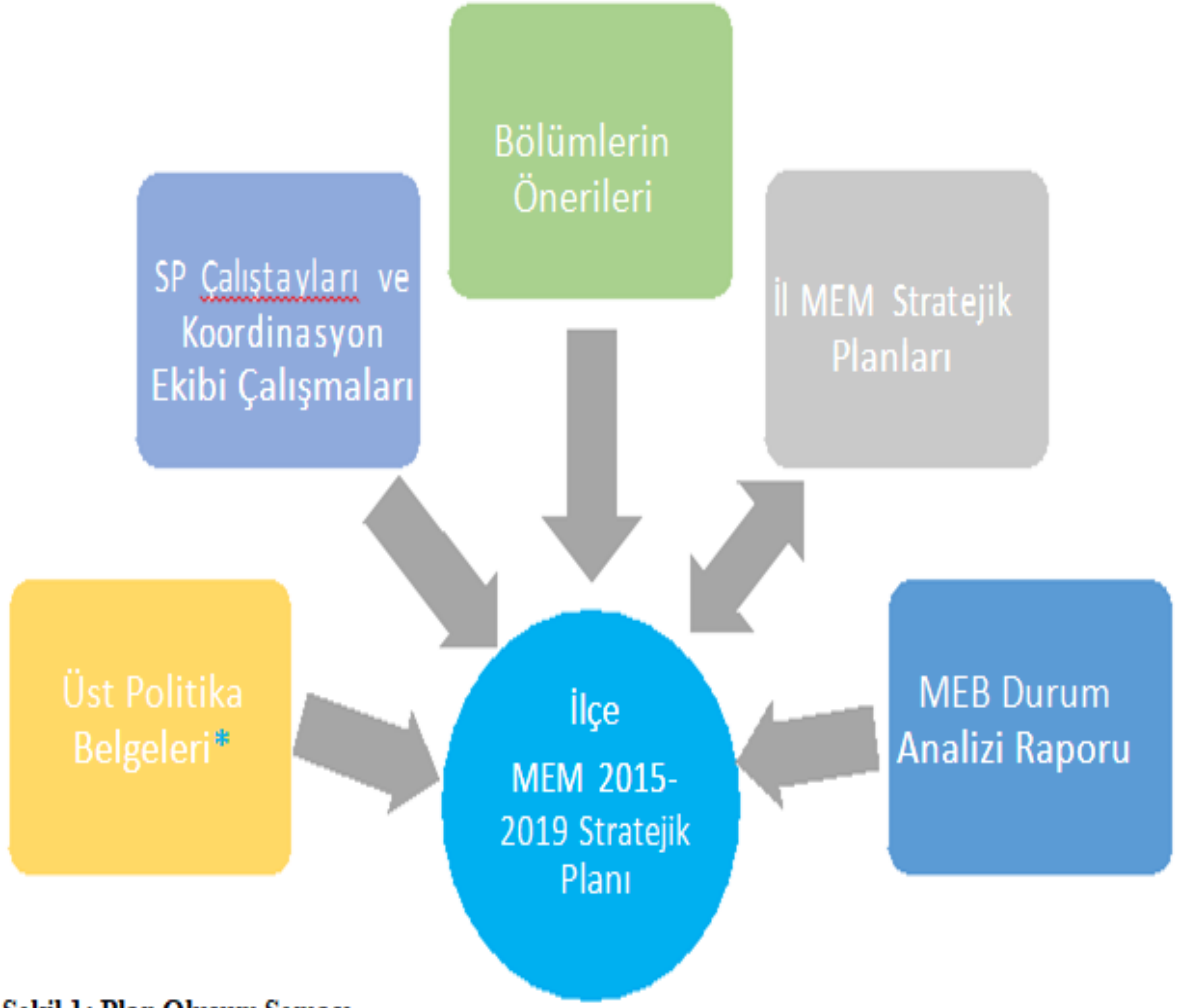 Bölümlerin
Önerileri
SP Çalıştayları ve
Koordinasyon
Ekibi Çalışmaları
İl MEM Stratejik
Planları
Üst Politika
Belgeleri*
MEB Durum
Analizi Raporu
İlçe
MEM 2015-
2019 Stratejik
Planı